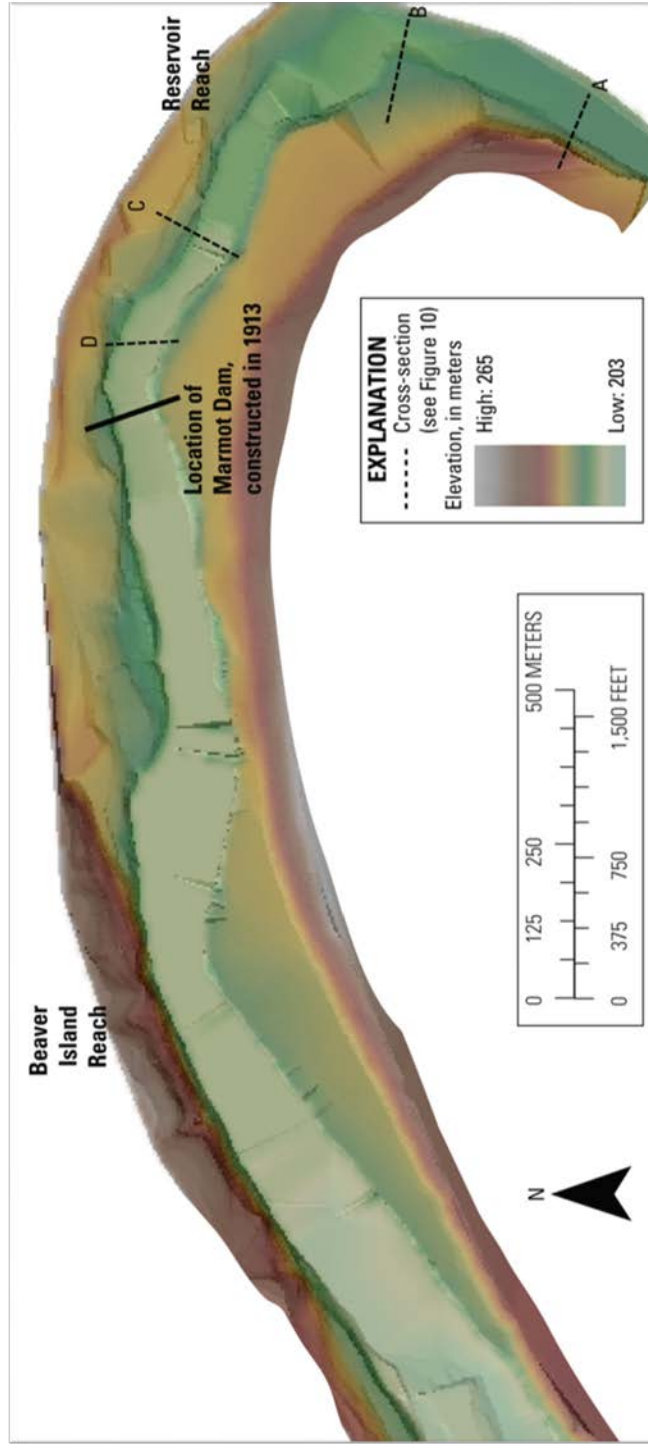 Beaver
Island
Reach
Reservoir
Reach
Location of
Marmot Dam,
constructed in 1913
D
C
B
A
N
0 125 250 500 METERS
0 375 750 1,500 FEET
EXPLANATION
Cross-section
(see Figure 10)
Elevation, in meters
High: 265
Low: 203